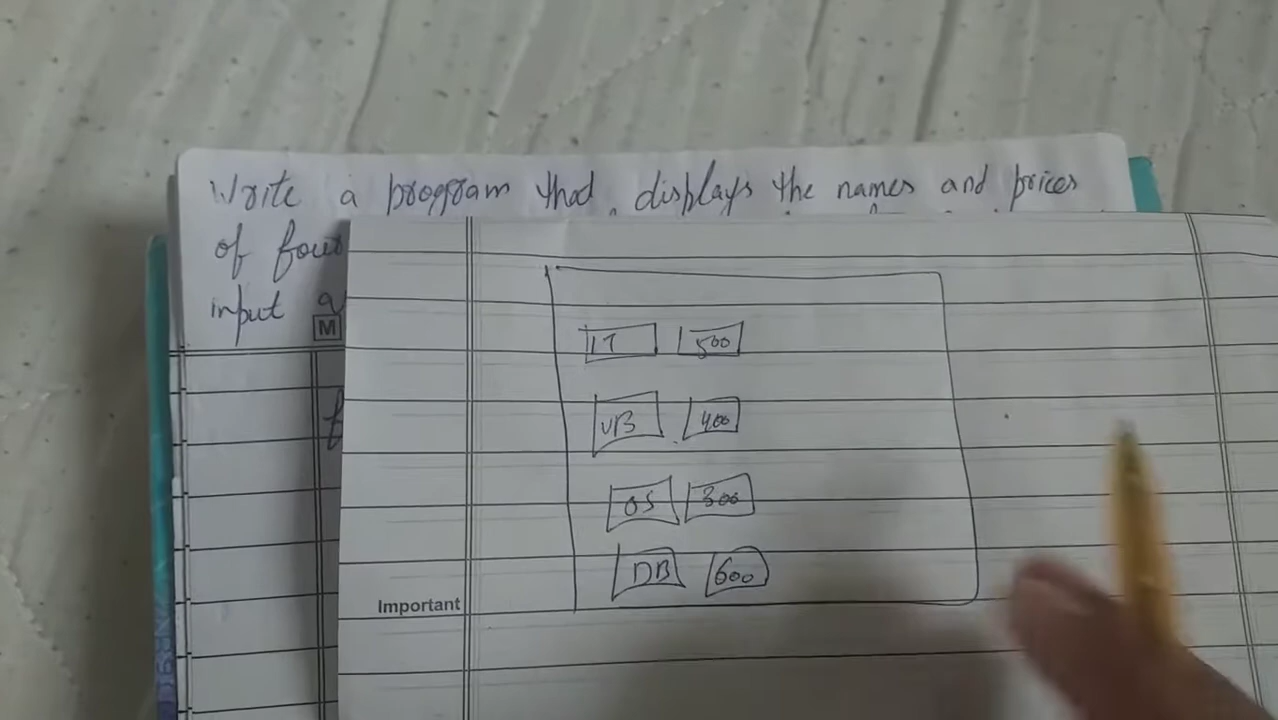 Write a program that displays the names and prices
of four
input
M
IT 500
VB 400
OS 300
DB 600
Important